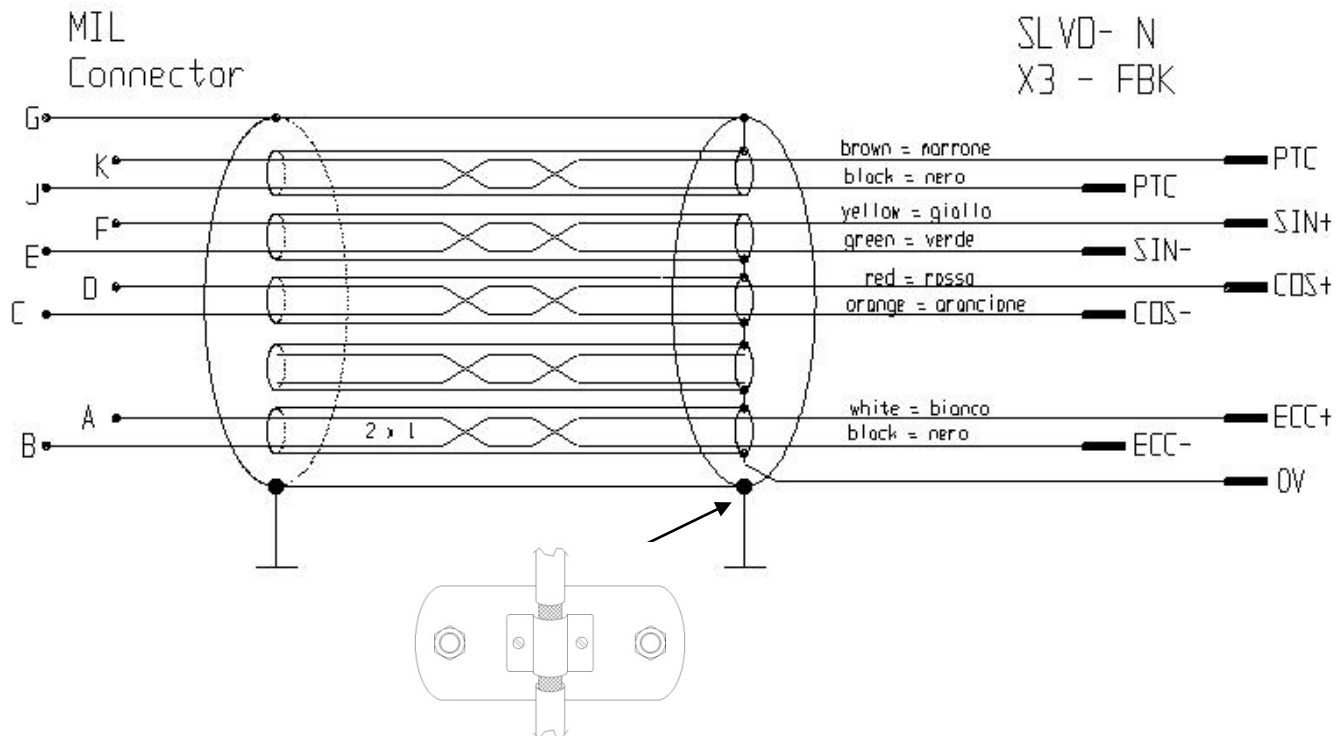 MIL
Connector
SLVD- N
X3 - FBK
G
K
brown = marrone
PTC
J
black = nero
PTC
F
yellow = giallo
SIN+
E
green = verde
SIN-
D
red = rosso
COS+
C
orange = arancione
COS-
A
white = bianco
ECC+
B
2 x 1
black = nero
ECC-
0V